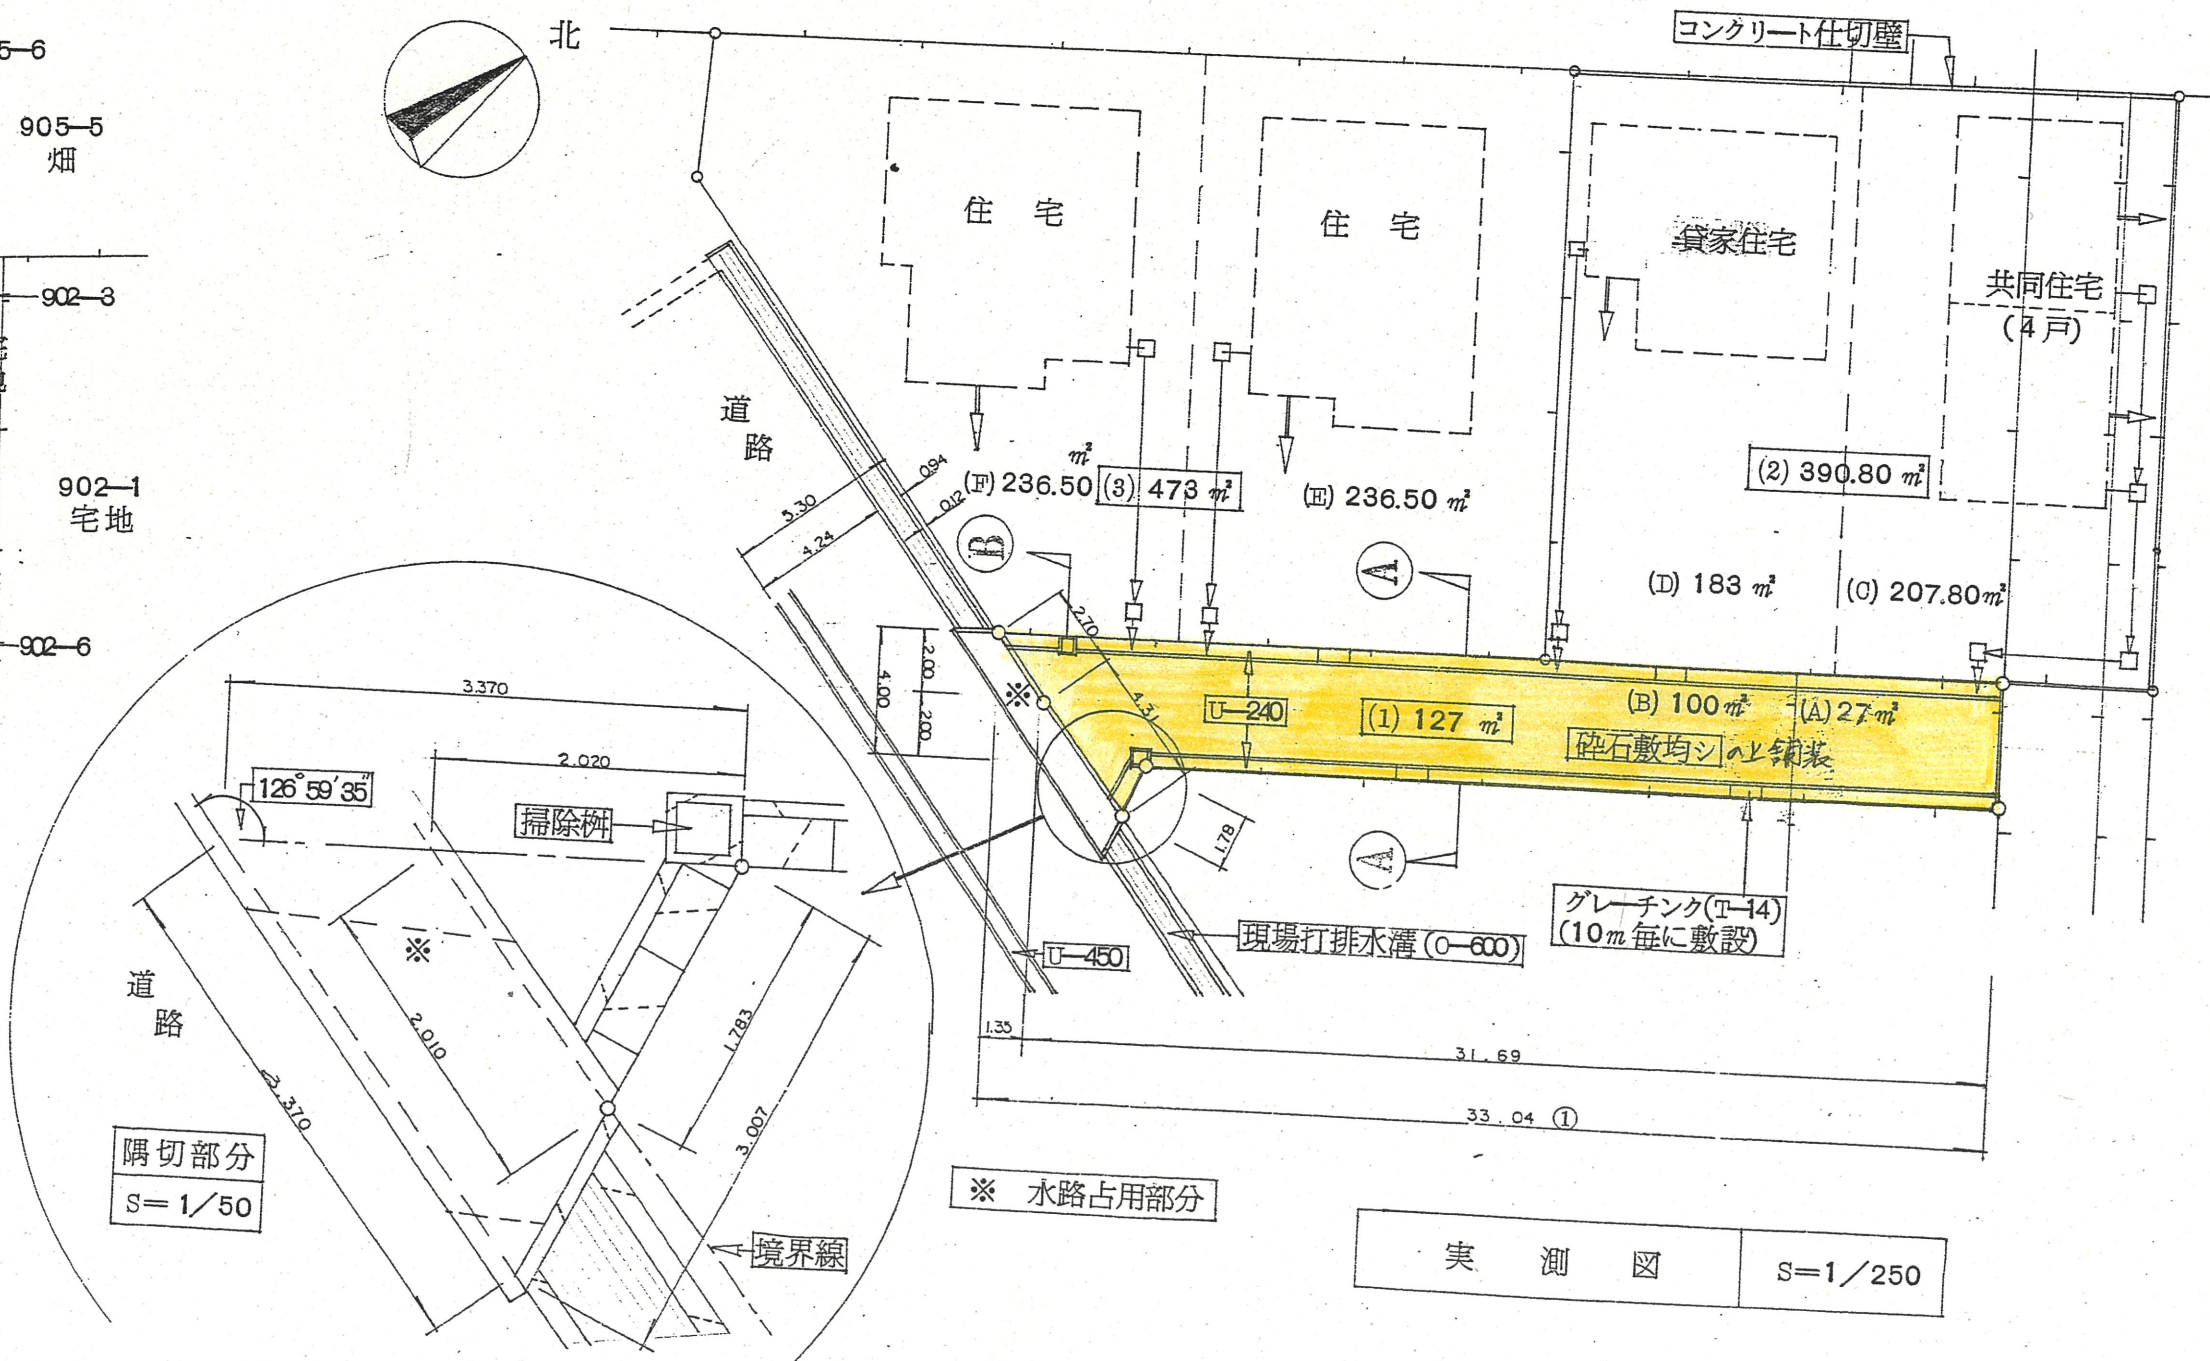 5-6
905-5
畑
902-3
902-1
宅地
902-6
北
コンクリート仕切壁
住 宅
住 宅
貸家住宅
共同住宅
(4戸)
道
路
0.94
0.12
5.30
4.24
㎡
(F) 236.50
(3) 473 ㎡
(E) 236.50 ㎡
(2) 390.80 ㎡
(D) 183 ㎡
(C) 207.80㎡
B
A
2.70
4.31
4.00
2.00
2.00
※
U-240
(1) 127 ㎡
(B) 100㎡
(A) 27㎡
砕石敷均シの上舗装
1.78
A
グレーチンク(T-14)
(10m毎に敷設)
現場打排水溝(O-600)
U-450
1.35
31.69
33.04 ①
3.370
2.020
126°59′35″
掃除桝
※
道
路
2.010
3.370
1.783
3.007
隅切部分
S=1/50
境界線
※ 水路占用部分
実 測 図
S=1/250